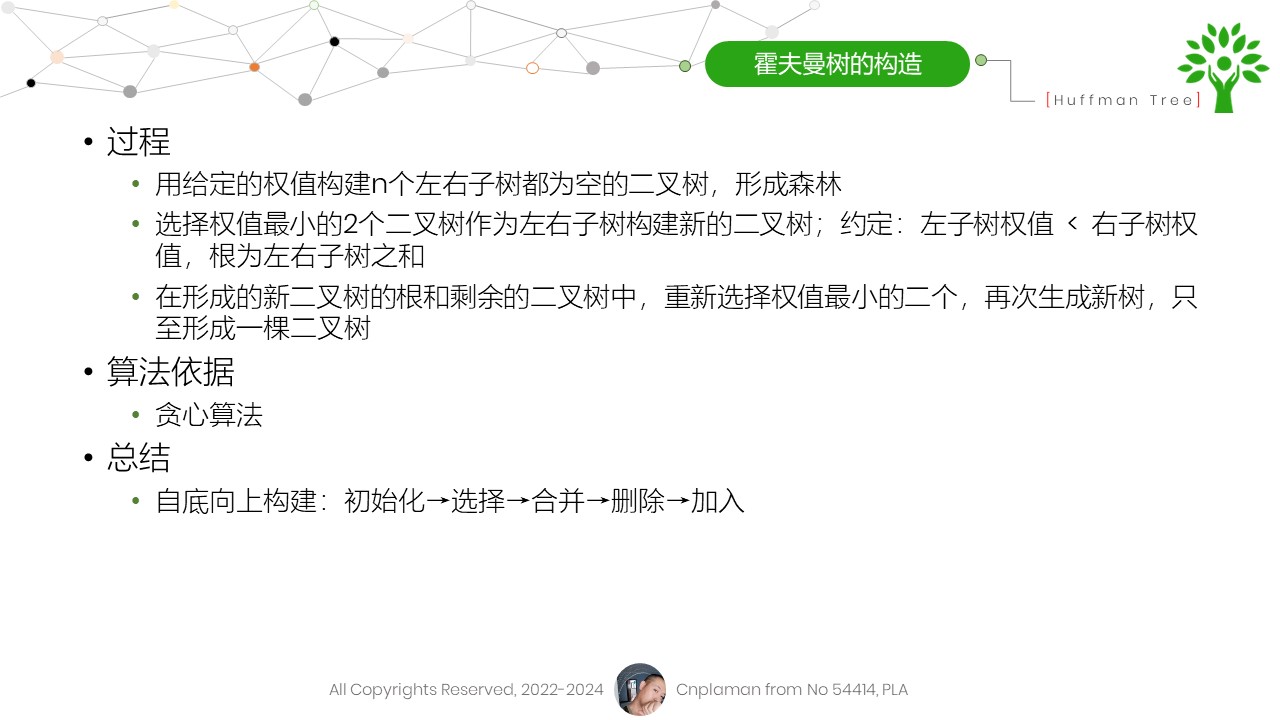 霍夫曼树的构造
[Huffman Tree]
• 过程
• 用给定的权值构建n个左右子树都为空的二叉树，形成森林
• 选择权值最小的2个二叉树作为左右子树构建新的二叉树；约定：左子树权值 < 右子树权
值，根为左右子树之和
• 在形成的新二叉树的根和剩余的二叉树中，重新选择权值最小的二个，再次生成新树，只
至形成一棵二叉树
• 算法依据
• 贪心算法
• 总结
• 自底向上构建：初始化→选择→合并→删除→加入
All Copyrights Reserved, 2022-2024
Cnplaman from No 54414, PLA